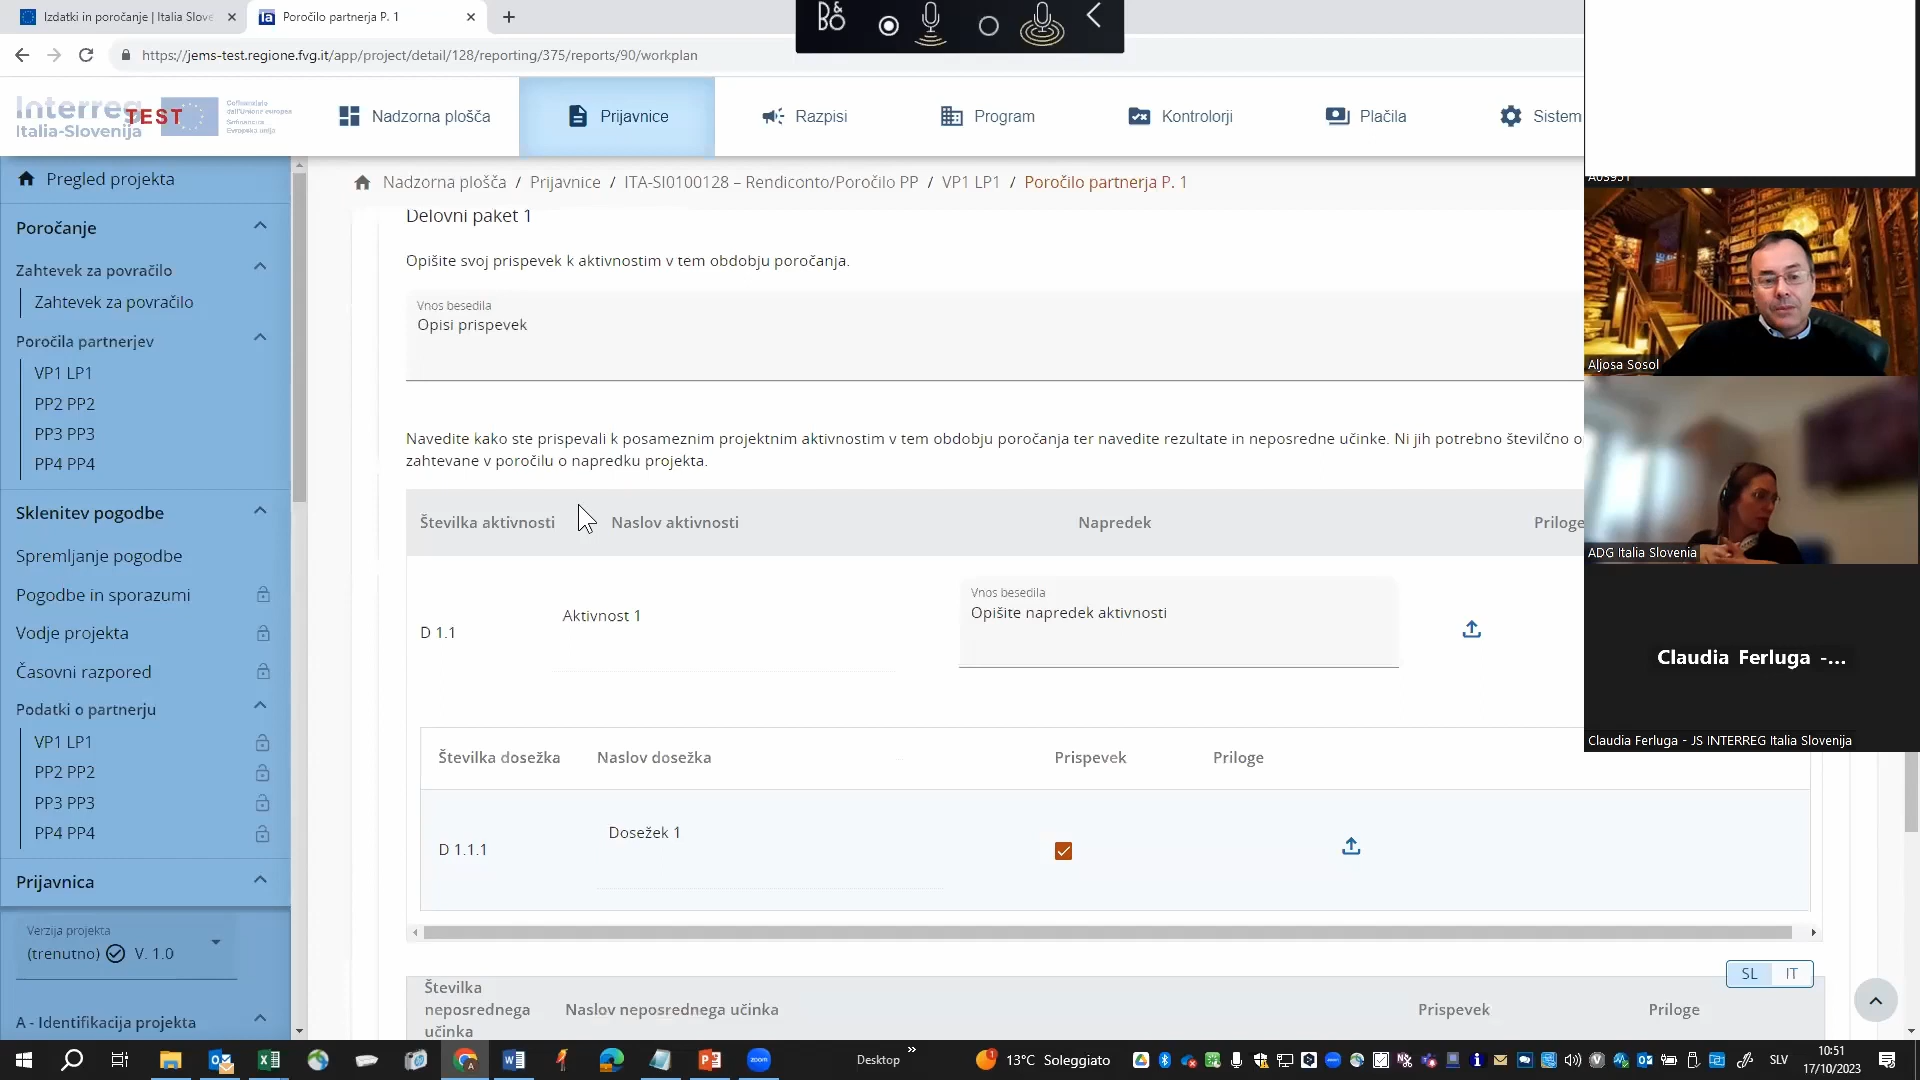 Izdatki in poročanje | Italia Slove
Poročilo partnerja P. 1
https://jems-test.regione.fvg.it/app/project/detail/128/reporting/375/reports/90/workplan
Interreg
TEST
Italia-Slovenija
Cofinanziato
dall'Unione europea
Sofinancira
Evropska unija
Nadzorna plošča
Prijavnice
Razpisi
Program
Kontrolorji
Plačila
Sistem
Pregled projekta
Poročanje
Zahtevek za povračilo
Zahtevek za povračilo
Poročila partnerjev
VP1 LP1
PP2 PP2
PP3 PP3
PP4 PP4
Sklenitev pogodbe
Spremljanje pogodbe
Pogodbe in sporazumi
Vodje projekta
Časovni razpored
Podatki o partnerju
VP1 LP1
PP2 PP2
PP3 PP3
PP4 PP4
Prijavnica
Verzija projekta
(trenutno) V. 1.0
A - Identifikacija projekta
Nadzorna plošča / Prijavnice / ITA-SI0100128 – Rendiconto/Poročilo PP / VP1 LP1 / Poročilo partnerja P. 1
Delovni paket 1
Opišite svoj prispevek k aktivnostim v tem obdobju poročanja.
Vnos besedila
Opisi prispevek
Navedite kako ste prispevali k posameznim projektnim aktivnostim v tem obdobju poročanja ter navedite rezultate in neposredne učinke. Ni jih potrebno številčno o
zahtevane v poročilu o napredku projekta.
Številka aktivnosti Naslov aktivnosti Napredek Priloge
D 1.1 Aktivnost 1
Vnos besedila
Opišite napredek aktivnosti
Številka dosežka Naslov dosežka Prispevek Priloge
D 1.1.1 Dosežek 1
SL IT
Številka
neposrednega
učinka
Naslov neposrednega učinka Prispevek Priloge
Aljosa Sosol
ADG Italia Slovenia
Claudia Ferluga -...
Claudia Ferluga - JS INTERREG Italia Slovenija
Desktop
13°C Soleggiato
SLV
10:51
17/10/2023